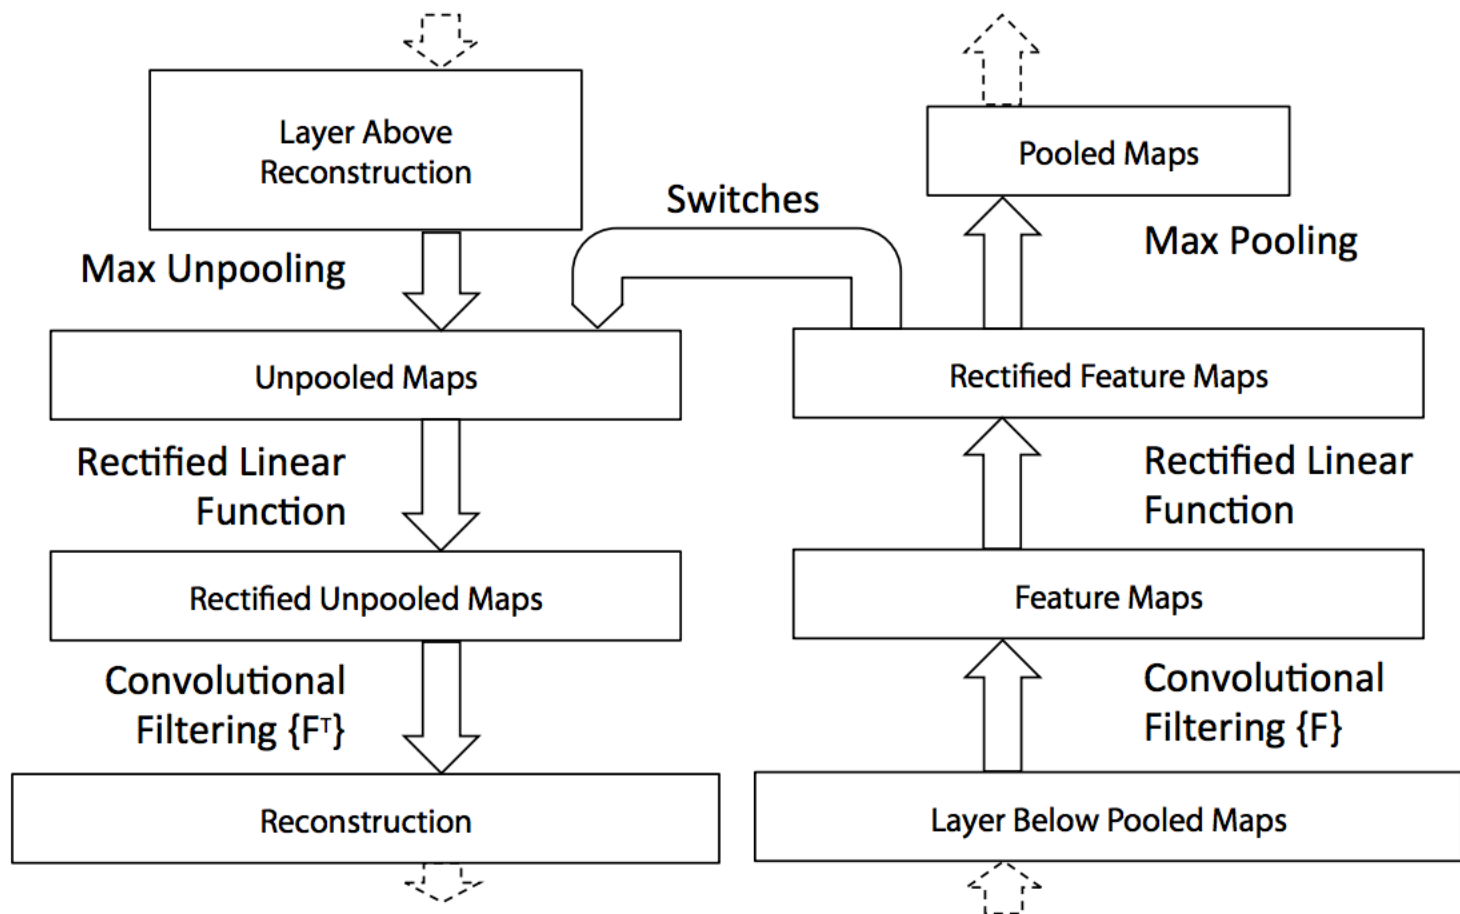 Layer Above
Reconstruction
Max Unpooling
Unpooled Maps
Rectified Linear
Function
Rectified Unpooled Maps
Convolutional
Filtering {Fᵀ}
Reconstruction
Switches
Pooled Maps
Max Pooling
Rectified Feature Maps
Rectified Linear
Function
Feature Maps
Convolutional
Filtering {F}
Layer Below Pooled Maps